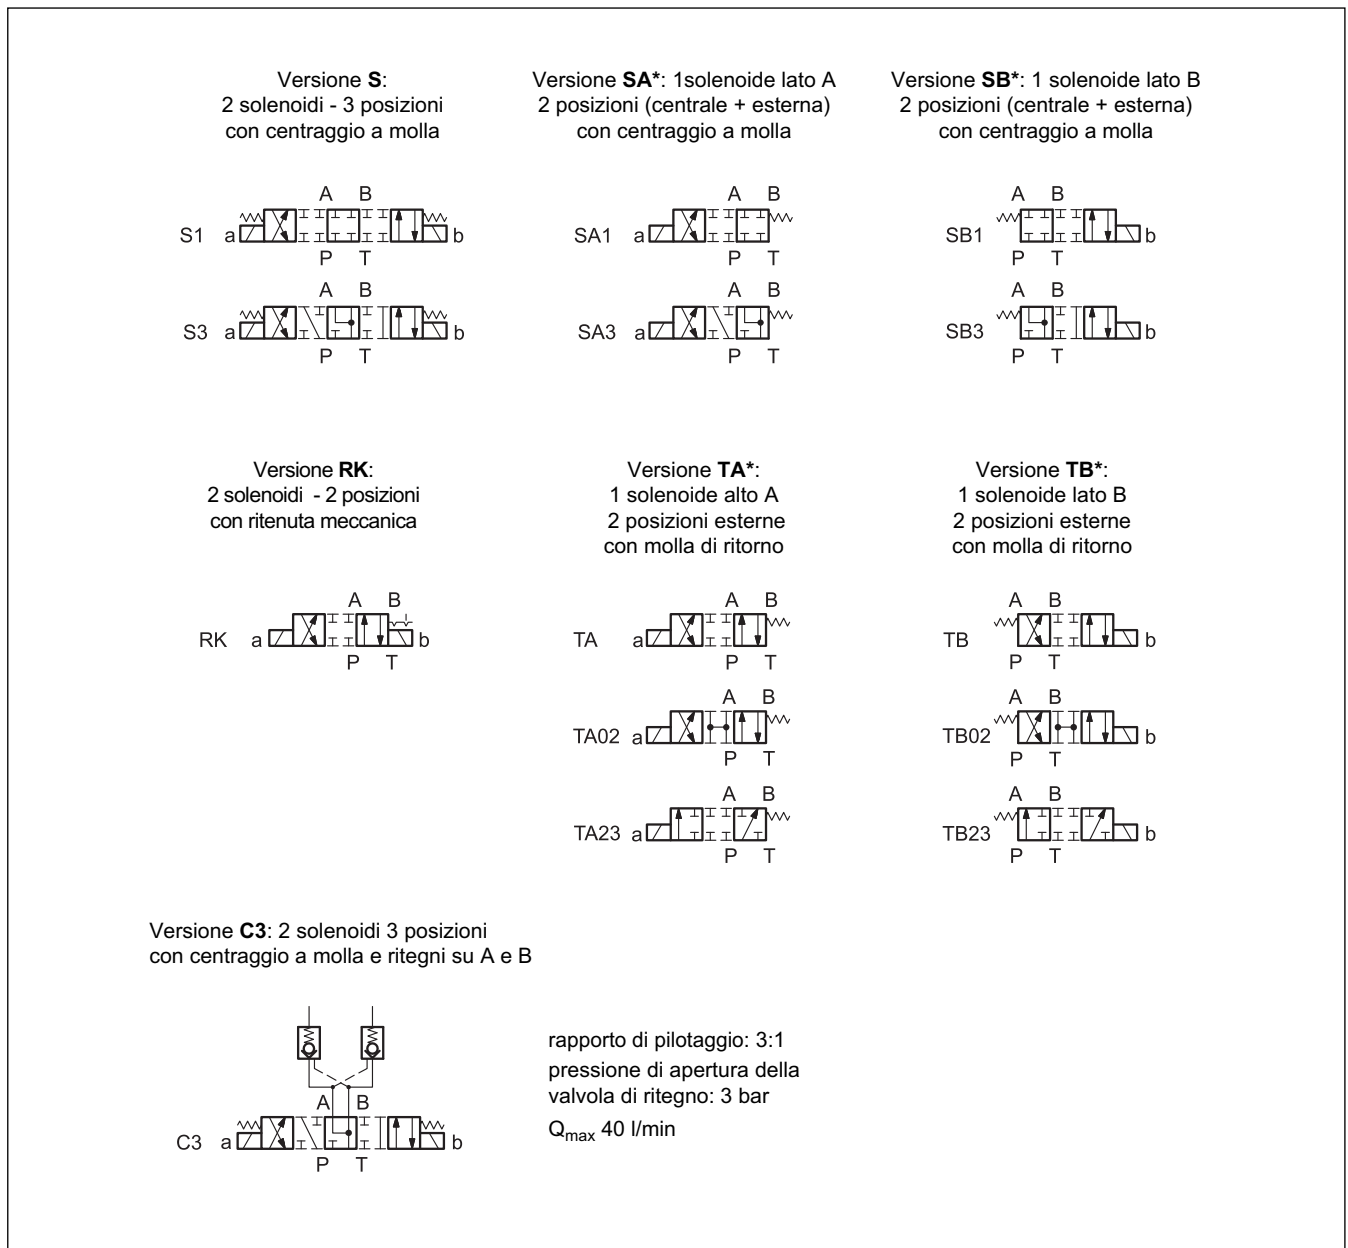 Versione S:
2 solenoidi - 3 posizioni
con centraggio a molla
Versione SA*: 1solenoide lato A
2 posizioni (centrale + esterna)
con centraggio a molla
Versione SB*: 1 solenoide lato B
2 posizioni (centrale + esterna)
con centraggio a molla
A B
S1 a b
P T
A B
SA1 a
P T
A B
SB1 b
P T
A B
S3 a b
P T
A B
SA3 a
P T
A B
SB3 b
P T
Versione RK:
2 solenoidi - 2 posizioni
con ritenuta meccanica
Versione TA*:
1 solenoide alto A
2 posizioni esterne
con molla di ritorno
Versione TB*:
1 solenoide lato B
2 posizioni esterne
con molla di ritorno
A B
RK a b
P T
A B
TA a
P T
A B
TB b
P T
A B
TA02 a
P T
A B
TB02 b
P T
A B
TA23 a
P T
A B
TB23 b
P T
Versione C3: 2 solenoidi 3 posizioni
con centraggio a molla e ritegni su A e B
A B
C3 a b
P T
rapporto di pilotaggio: 3:1
pressione di apertura della
valvola di ritegno: 3 bar
Qmax 40 l/min